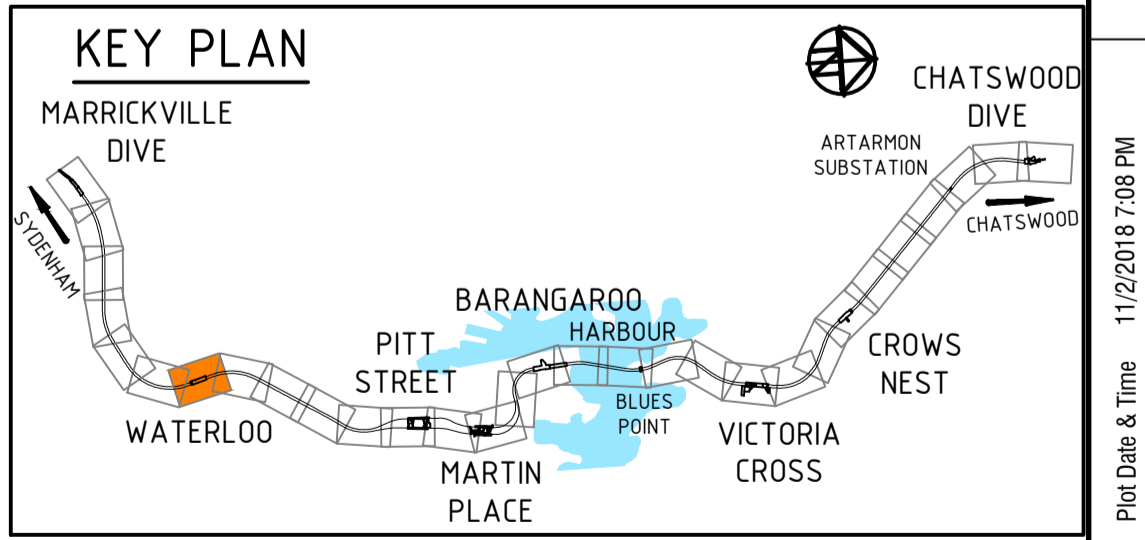 KEY PLAN
MARRICKVILLE
DIVE
SYDENHAM
WATERLOO
PITT
STREET
MARTIN
PLACE
BARANGAROO
HARBOUR
BLUES
POINT
VICTORIA
CROSS
CROWS
NEST
ARTARMON
SUBSTATION
CHATSWOOD
DIVE
CHATSWOOD
Plot Date & Time 11/2/2018 7:08 PM